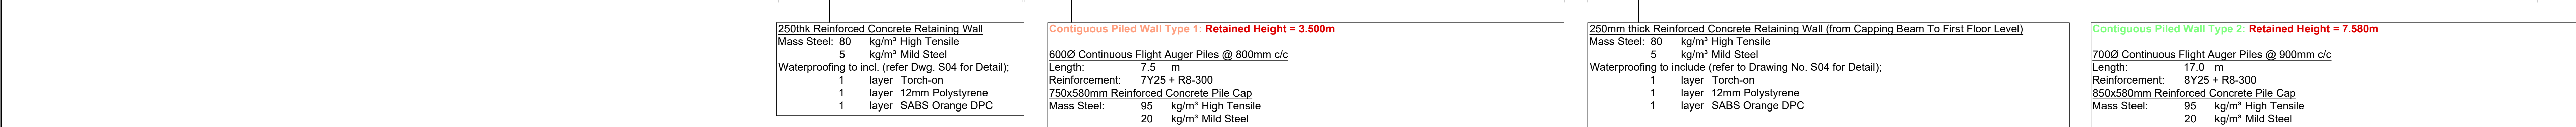 250thk Reinforced Concrete Retaining Wall
Mass Steel: 80 kg/m³ High Tensile
5 kg/m³ Mild Steel
Waterproofing to incl. (refer Dwg. S04 for Detail);
1 layer Torch-on
1 layer 12mm Polystyrene
1 layer SABS Orange DPC
Contiguous Piled Wall Type 1: Retained Height = 3.500m
600Ø Continuous Flight Auger Piles @ 800mm c/c
Length: 7.5 m
Reinforcement: 7Y25 + R8-300
750x580mm Reinforced Concrete Pile Cap
Mass Steel: 95 kg/m³ High Tensile
20 kg/m³ Mild Steel
250mm thick Reinforced Concrete Retaining Wall (from Capping Beam To First Floor Level)
Mass Steel: 80 kg/m³ High Tensile
5 kg/m³ Mild Steel
Waterproofing to include (refer to Drawing No. S04 for Detail);
1 layer Torch-on
1 layer 12mm Polystyrene
1 layer SABS Orange DPC
Contiguous Piled Wall Type 2: Retained Height = 7.580m
700Ø Continuous Flight Auger Piles @ 900mm c/c
Length: 17.0 m
Reinforcement: 8Y25 + R8-300
850x580mm Reinforced Concrete Pile Cap
Mass Steel: 95 kg/m³ High Tensile
20 kg/m³ Mild Steel